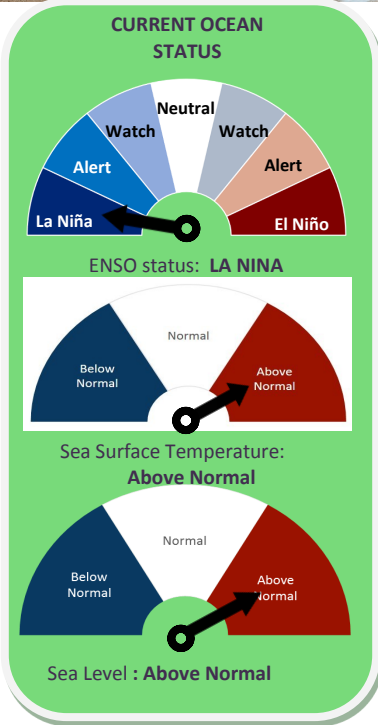 CURRENT OCEAN
STATUS
Neutral
Watch
Watch
Alert
Alert
La Niña
El Niño
ENSO status: LA NINA
Normal
Below
Normal
Above
Normal
Sea Surface Temperature:
Above Normal
Normal
Below
Normal
Above
Normal
Sea Level : Above Normal